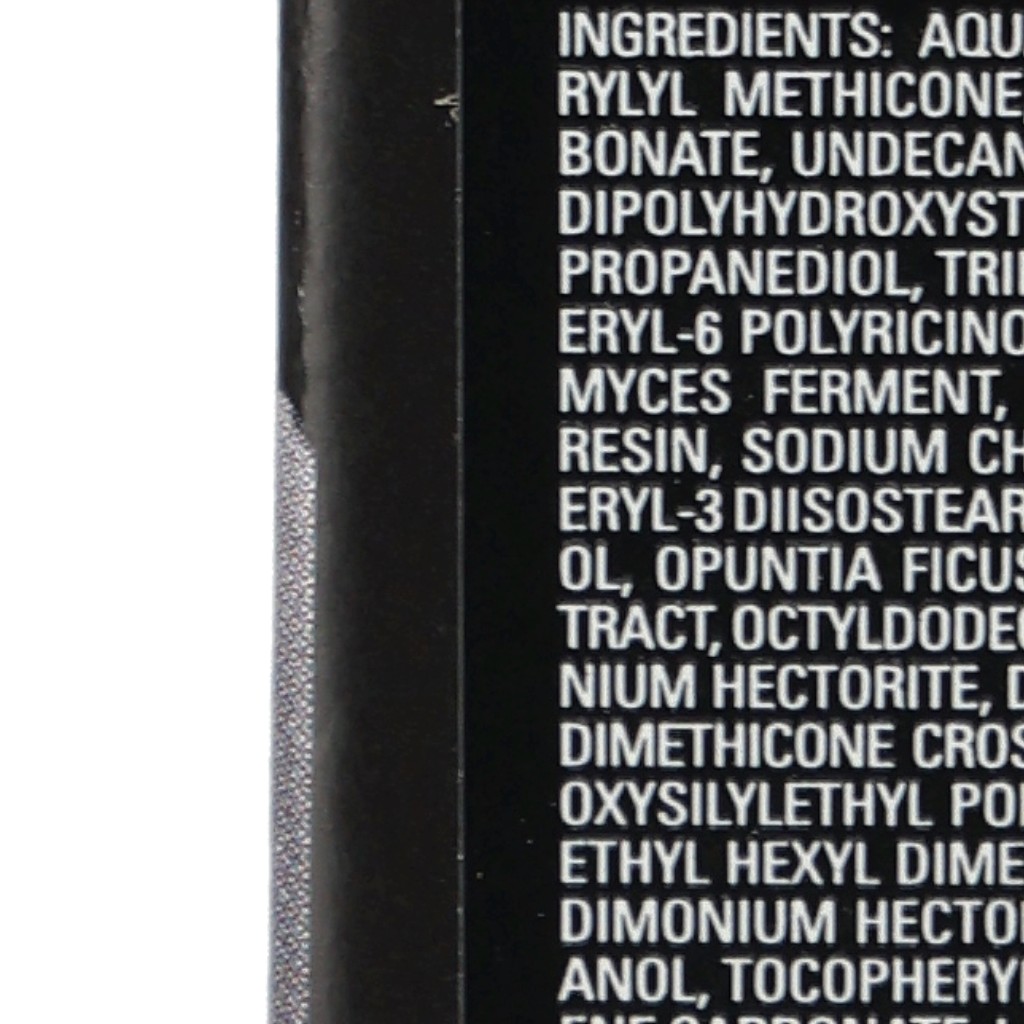 INGREDIENTS: AQU
RYLYL METHICONE
BONATE, UNDECAN
DIPOLYHYDROXYST
PROPANEDIOL, TRI
ERYL-6 POLYRICINO
MYCES FERMENT,
RESIN, SODIUM CH
ERYL-3 DIISOSTEAR
OL, OPUNTIA FICUS
TRACT, OCTYLDODEC
NIUM HECTORITE, D
DIMETHICONE CROS
OXYSILYLETHYL PO
ETHYL HEXYL DIME
DIMONIUM HECTO
ANOL, TOCOPHERY